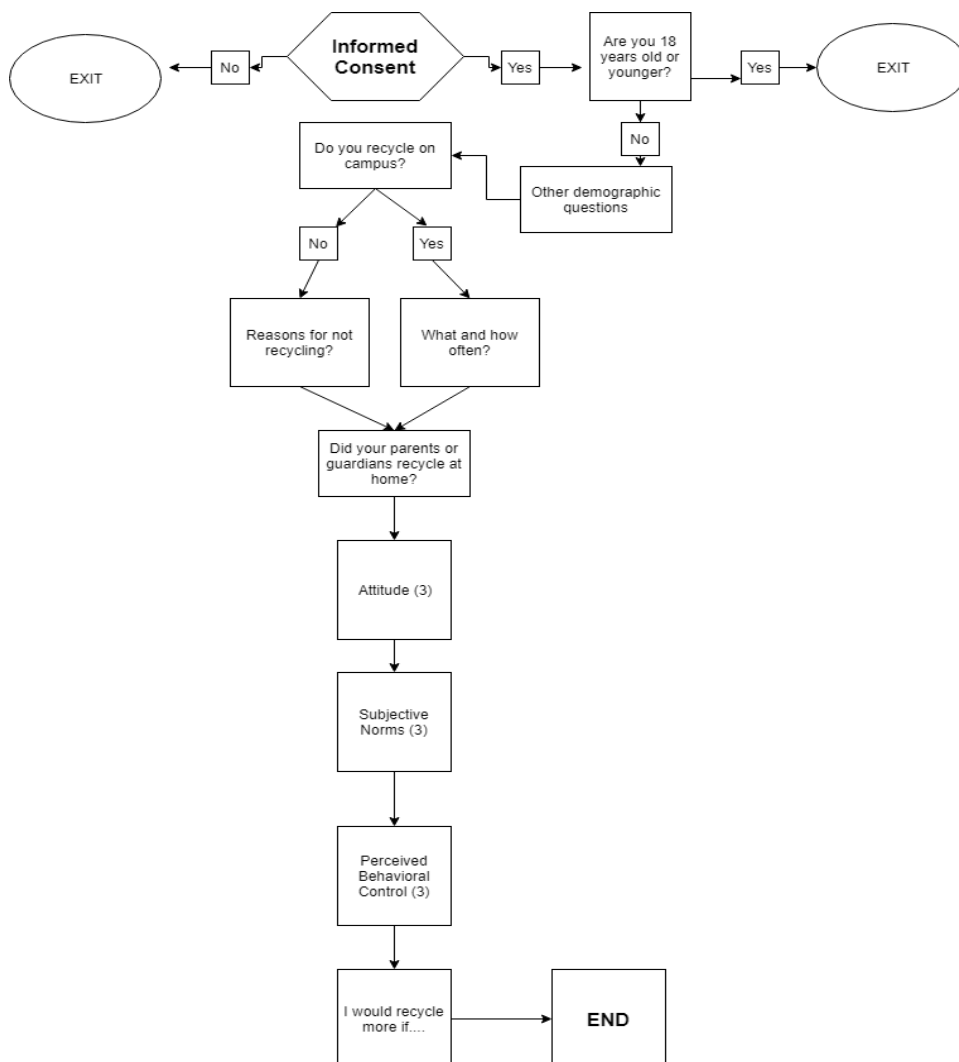 Informed
Consent
No
EXIT
Yes
Are you 18
years old or
younger?
Yes
EXIT
No
Other demographic
questions
Do you recycle on
campus?
No
Yes
Reasons for not
recycling?
What and how
often?
Did your parents or
guardians recycle at
home?
Attitude (3)
Subjective
Norms (3)
Perceived
Behavioral
Control (3)
I would recycle
more if....
END